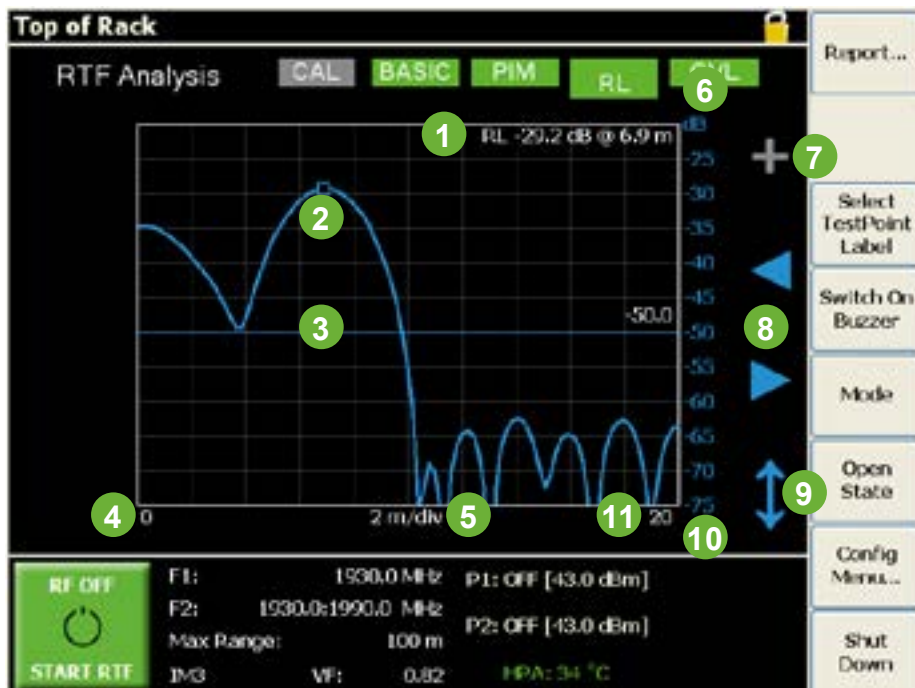 Top of Rack
Report...
RTF Analysis
CAL
BASIC
PIM
RL
6
1
RL -29.2 dB @ 6.9 m
dB
-25
7
-30
2
-35
Select
TestPoint
Label
-40
-45
3
-50.0
8
-50
Switch On
Buzzer
-55
-60
Mode
-65
-70
-75
Open
State
9
4
0
2 m/div
5
11
20
10
Config
Menu...
RF OFF
START RTF
F1: 1930.0 MHz
F2: 1930.0:1990.0 MHz
Max Range: 100 m
IM3 VF: 0.82
P1: OFF [43.0 dBm]
P2: OFF [43.0 dBm]
HPA: 34 °C
Shut
Down